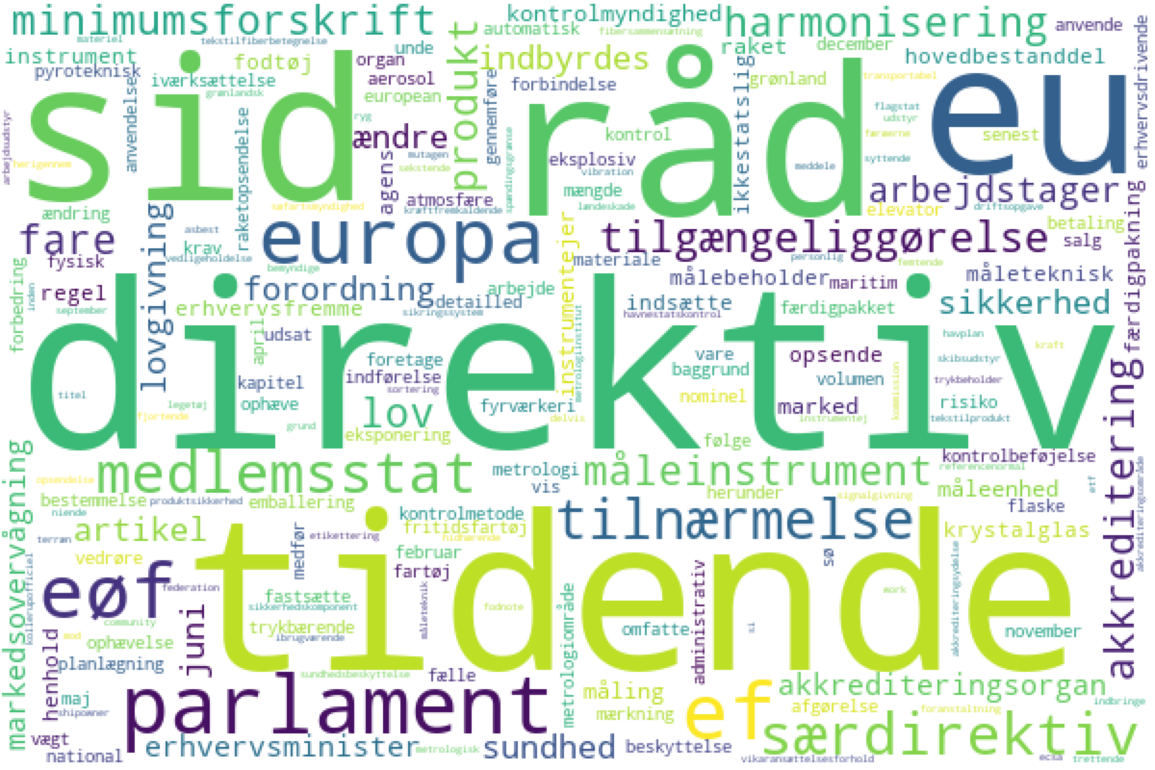 minimumsforskrift
materiel
tekstilfiberbetegnelse
instrument
pyroteknisk
iværksættelse
grønlandsk
fodtøj
unde
organ
aerosol
european
automatisk
kontrolmyndighed
fibersammensætning
harmonisering
anvende
indbyrdes
raket
december
hovedbestanddel
forbindelse
grønland
transportabel
sid
råd
eu
produkt
ændre
ryg
mutagen
sekstende
gennemføre
kontrol
eksplosiv
vibration
mængde
landeskade
ikkestatslig
meddele
syttende
flagstat
udstyr
færøerne
senest
erhvervsdrivende
arbejdsudstyr
herigennem
anvendelse
raketopsendelse
agens
atmosfære
kraftfremkaldende
spændingsgrænse
arbejdstager
søfartsmyndighed
ændring
asbest
krav
vedligeholdelse
fare
fysisk
europa
instrumentejer
tilgængeliggørelse
elevator
driftsopgave
betaling
salg
personlig
femtende
materiale
bemyndige
lovgivning
forbedring
inden
regel
september
forordning
detailled
sikringssystem
arbejde
målebeholder
maritim
måleteknisk
færdigpakning
erhvervsfremme
indsætte
havnestatskontrol
færdigpakket
sikkerhed
april
udsat
direktiv
foretage
vare
baggrund
opsende
havplan
kraft
skibsudstyr
titel
kapitel
indførelse
sortering
metrologiinstitut
volumen
kommission
trykbeholder
legetøj
ophæve
fyrværkeri
nominel
marked
risiko
fjortende
grund
lov
delvis
instrumentej
tekstilprodukt
eksponering
følge
medlemsstat
metrologi
måleinstrument
kontrolbeføjelse
referencenormal
etf
akkreditering
akkrediteringsområde
markedsovervågning
opsendelse
vis
bestemmelse
produktsikkerhed
emballering
herunder
signalgivning
måleenhed
niende
kontrolmetode
flaske
artikel
etikettering
fritidsfartøj
tilnærmelse
krystalglas
terræn
medfør
hidhørende
februar
vedrøre
sø
fartøj
tidende
eøf
federation
fastsætte
måleteknik
administrativ
work
akkrediteringsydelse
sikkerhedskomponent
fodnote
community
trykbærende
ibrugværende
metrologiområde
omfatte
si
november
mod
ophævelse
juni
planlægning
sundhedsbeskyttelse
fælle
henhold
maj
shipowner
parlament
måling
mærkning
ef
akkrediteringsorgan
afgørelse
foranstaltning
indbringe
vægt
national
erhvervsminister
metrologisk
sundhed
beskyttelse
særdirektiv
vikaransættelsesforhold
ecsa
trettende